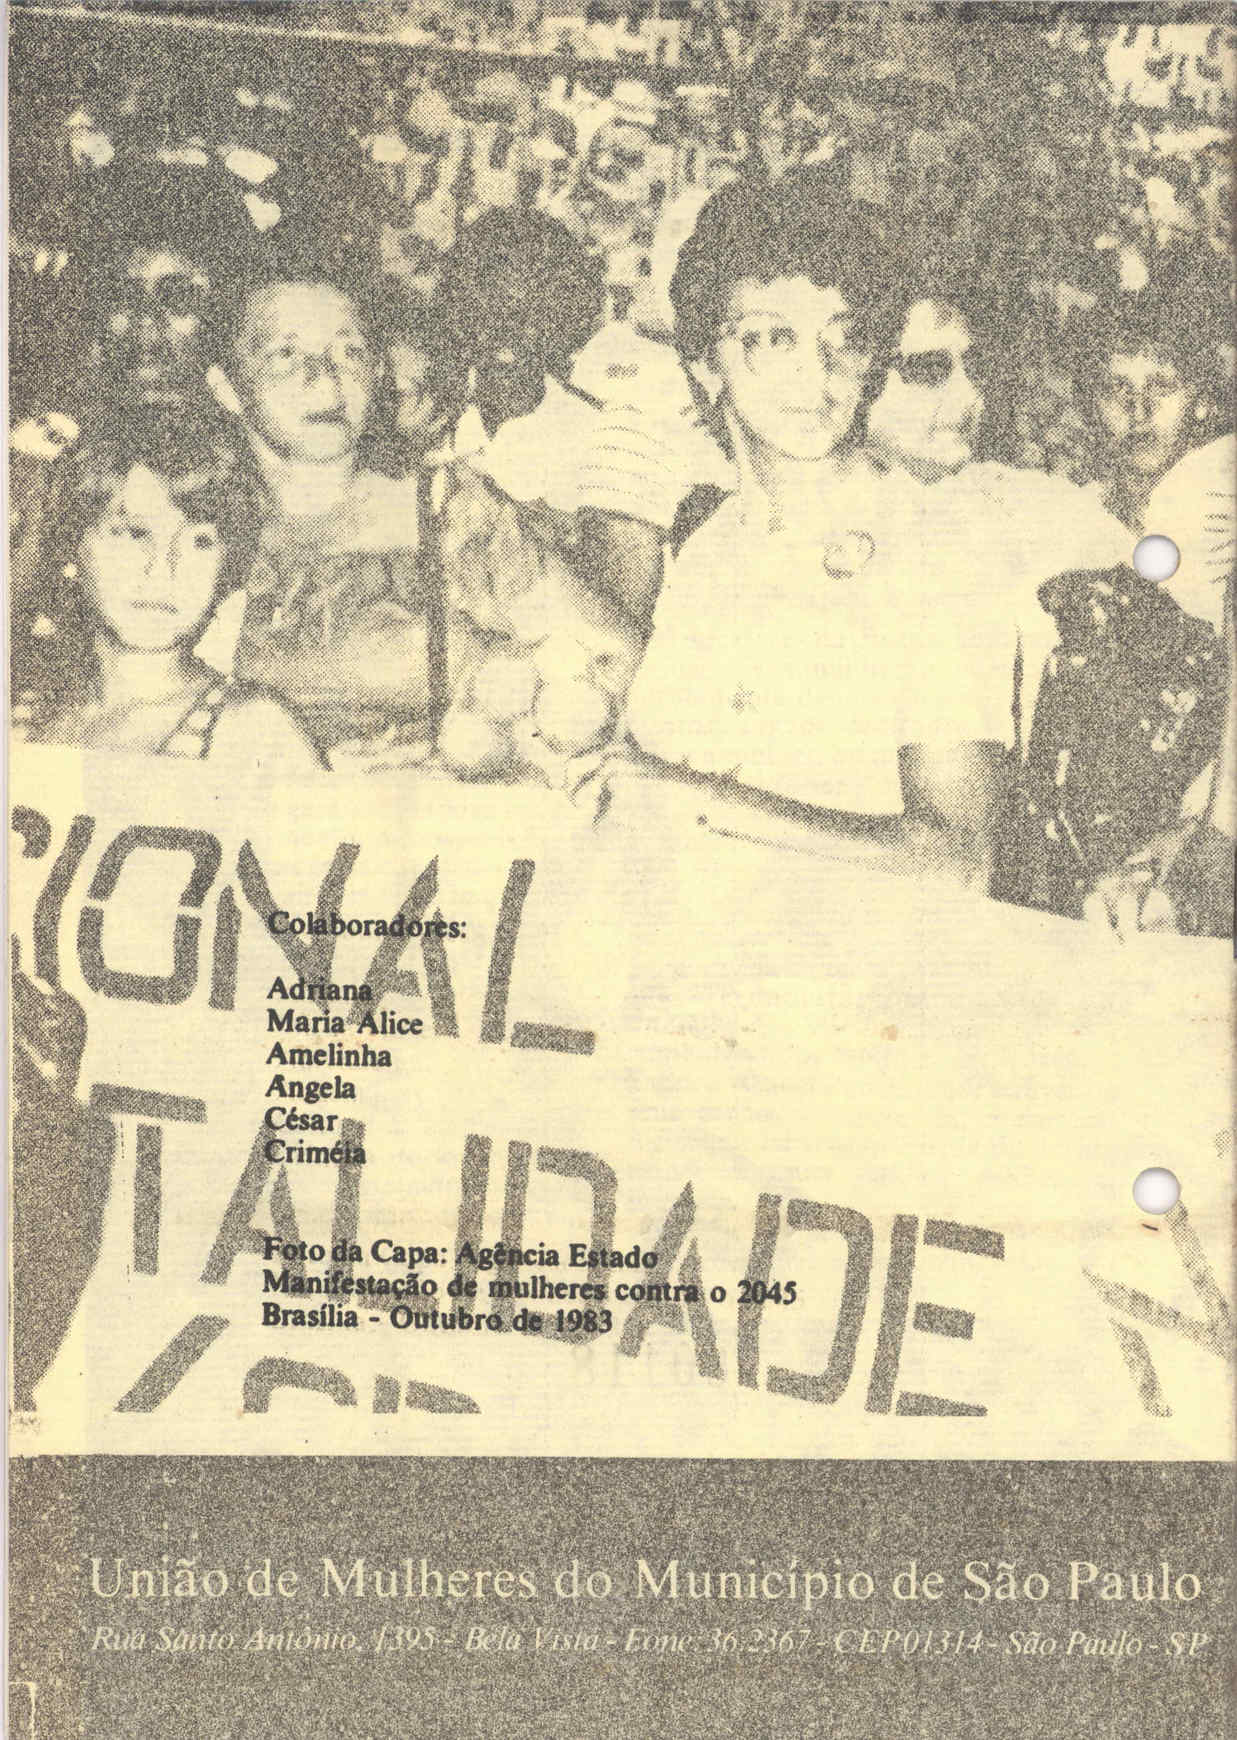 CIONAL
Colaboradores:
Adriana
Maria Alice
Amelinha
Angela
César
Criméia
TALIDADE
Foto da Capa: Agência Estado
Manifestação de mulheres contra o 2045
Brasília - Outubro de 1983
União de Mulheres do Município de São Paulo
Rua Santo Antônio, 1395 - Bela Vista - Fone: 36.2367 - CEP 01314 - São Paulo - SP